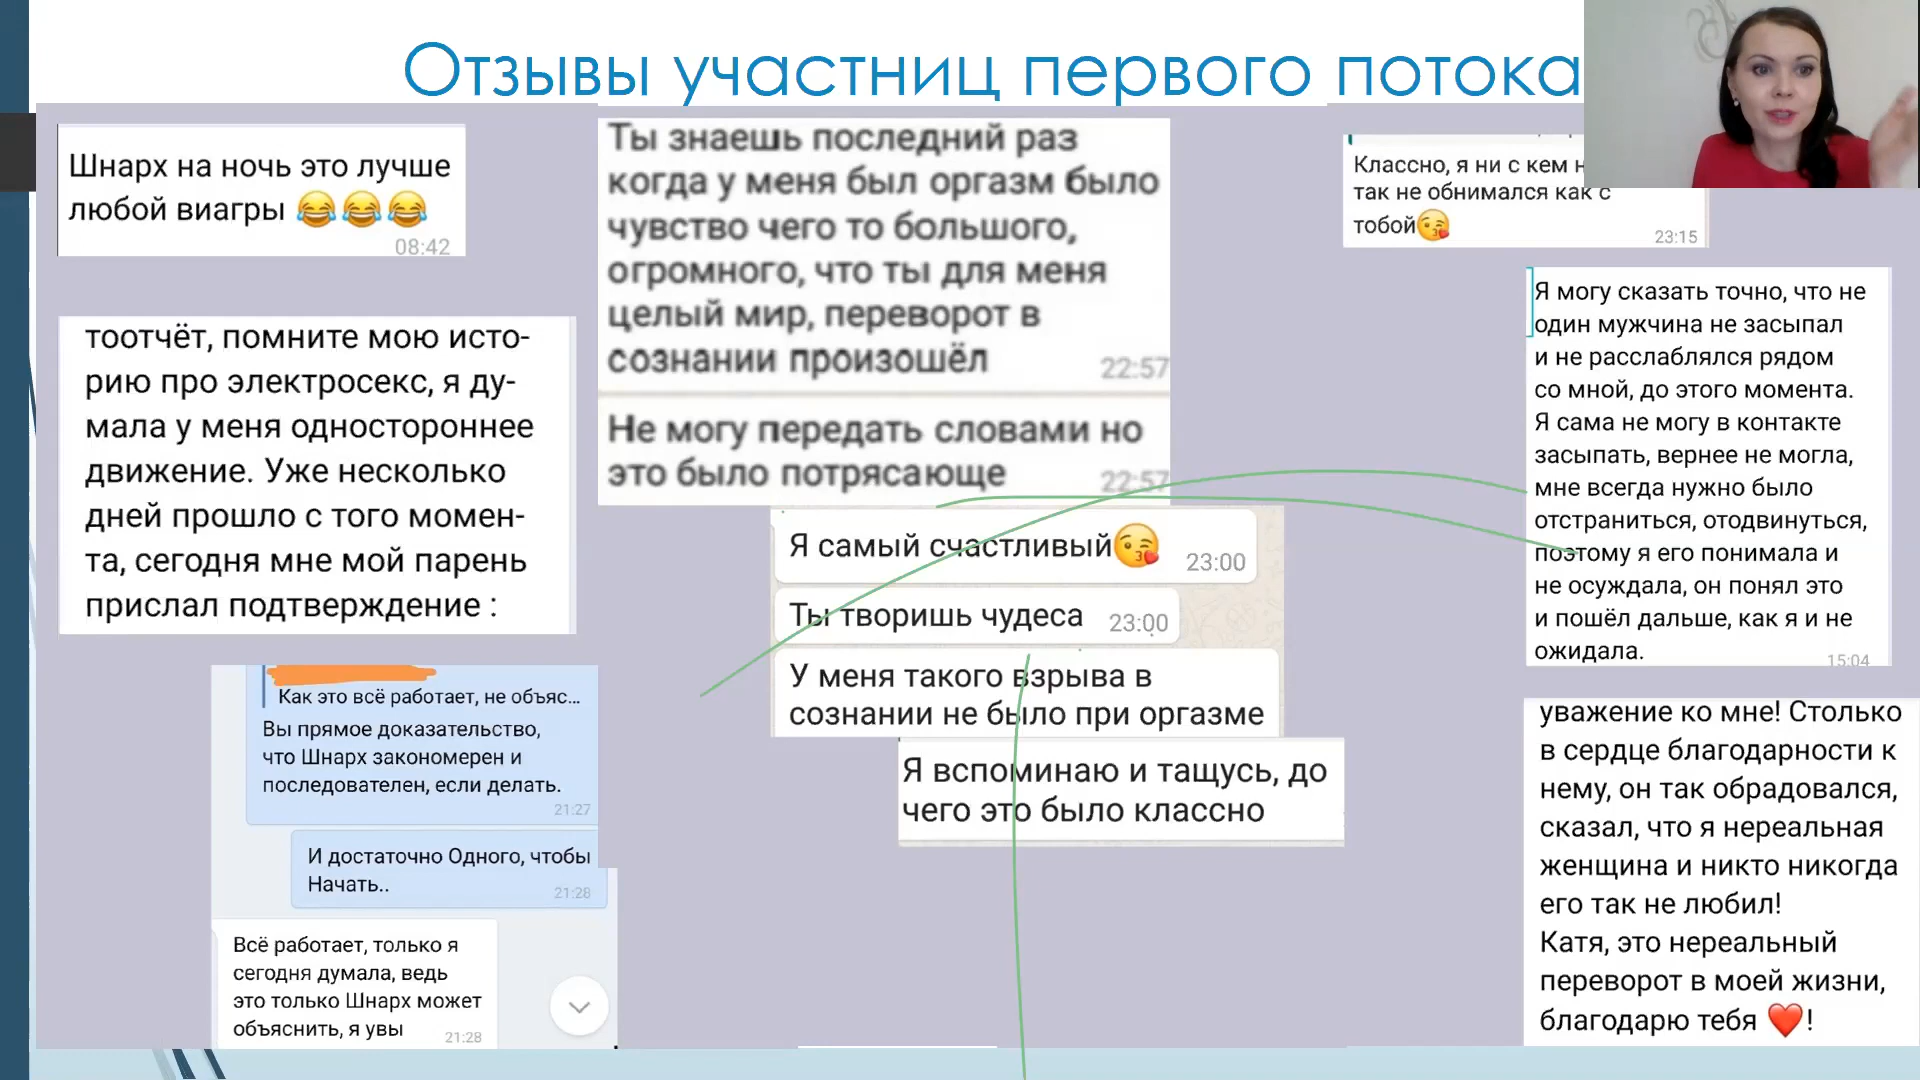 Отзывы участниц первого потока
Шнарх на ночь это лучше
любой виагры 😂😂😂
08:42
тоотчёт, помните мою исто-
рию про электросекс, я ду-
мала у меня одностороннее
движение. Уже несколько
дней прошло с того момен-
та, сегодня мне мой парень
прислал подтверждение :
Как это всё работает, не объяс...
Вы прямое доказательство,
что Шнарх закономерен и
последователен, если делать.
21:27
И достаточно Одного, чтобы
Начать..
21:28
Всё работает, только я
сегодня думала, ведь
это только Шнарх может
объяснить, я увы
21:28
Ты знаешь последний раз
когда у меня был оргазм было
чувство чего то большого,
огромного, что ты для меня
целый мир, переворот в
сознании произошёл
22:57
Не могу передать словами но
это было потрясающе
22:57
Я самый счастливый😘
23:00
Ты творишь чудеса
23:00
У меня такого взрыва в
сознании не было при оргазме
Я вспоминаю и тащусь, до
чего это было классно
Классно, я ни с кем
так не обнимался как с
тобой😘
23:15
Я могу сказать точно, что не
один мужчина не засыпал
и не расслаблялся рядом
со мной, до этого момента.
Я сама не могу в контакте
засыпать, вернее не могла,
мне всегда нужно было
отстраниться, отодвинуться,
поэтому я его понимала и
не осуждала, он понял это
и пошёл дальше, как я и не
ожидала.
15:04
уважение ко мне! Столько
в сердце благодарности к
нему, он так обрадовался,
сказал, что я нереальная
женщина и никто никогда
его так не любил!
Катя, это нереальный
переворот в моей жизни,
благодарю тебя ❤️!